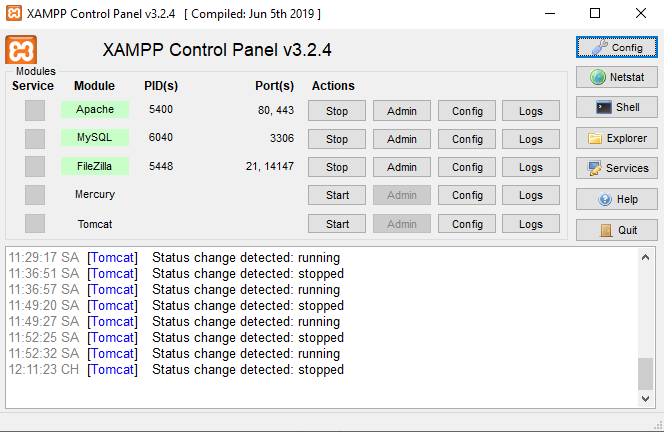 XAMPP Control Panel v3.2.4 [ Compiled: Jun 5th 2019 ]
XAMPP Control Panel v3.2.4
Config
Modules
Service Module PID(s) Port(s) Actions
Netstat
Apache 5400 80, 443 Stop Admin Config Logs
Shell
MySQL 6040 3306 Stop Admin Config Logs
Explorer
FileZilla 5448 21, 14147 Stop Admin Config Logs
Services
Mercury Start Admin Config Logs
Help
Tomcat Start Admin Config Logs
Quit
11:29:17 SA [Tomcat] Status change detected: running
11:36:51 SA [Tomcat] Status change detected: stopped
11:36:57 SA [Tomcat] Status change detected: running
11:49:20 SA [Tomcat] Status change detected: stopped
11:49:27 SA [Tomcat] Status change detected: running
11:52:25 SA [Tomcat] Status change detected: stopped
11:52:32 SA [Tomcat] Status change detected: running
12:11:23 CH [Tomcat] Status change detected: stopped